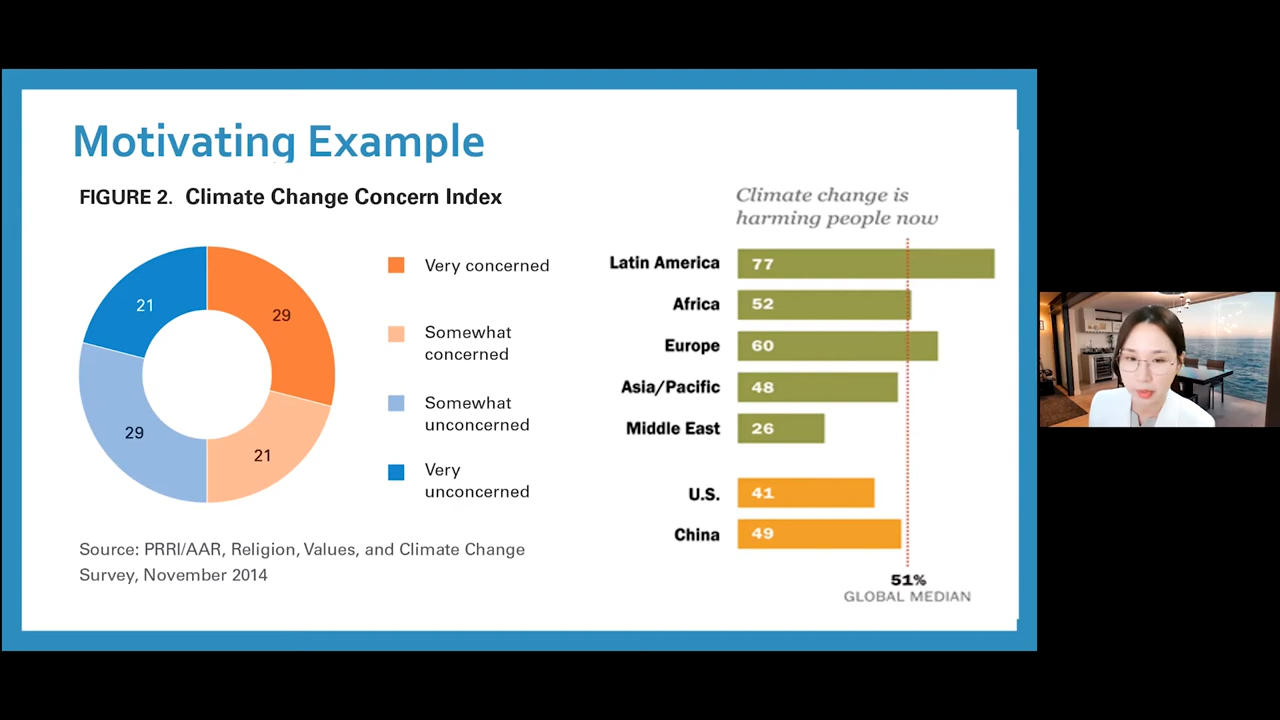 Motivating Example
FIGURE 2. Climate Change Concern Index
21
29
29
21
Very concerned
Somewhat
concerned
Somewhat
unconcerned
Very
unconcerned
Source: PRRI/AAR, Religion, Values, and Climate Change
Survey, November 2014
Climate change is
harming people now
Latin America 77
Africa 52
Europe 60
Asia/Pacific 48
Middle East 26
U.S. 41
China 49
51%
GLOBAL MEDIAN